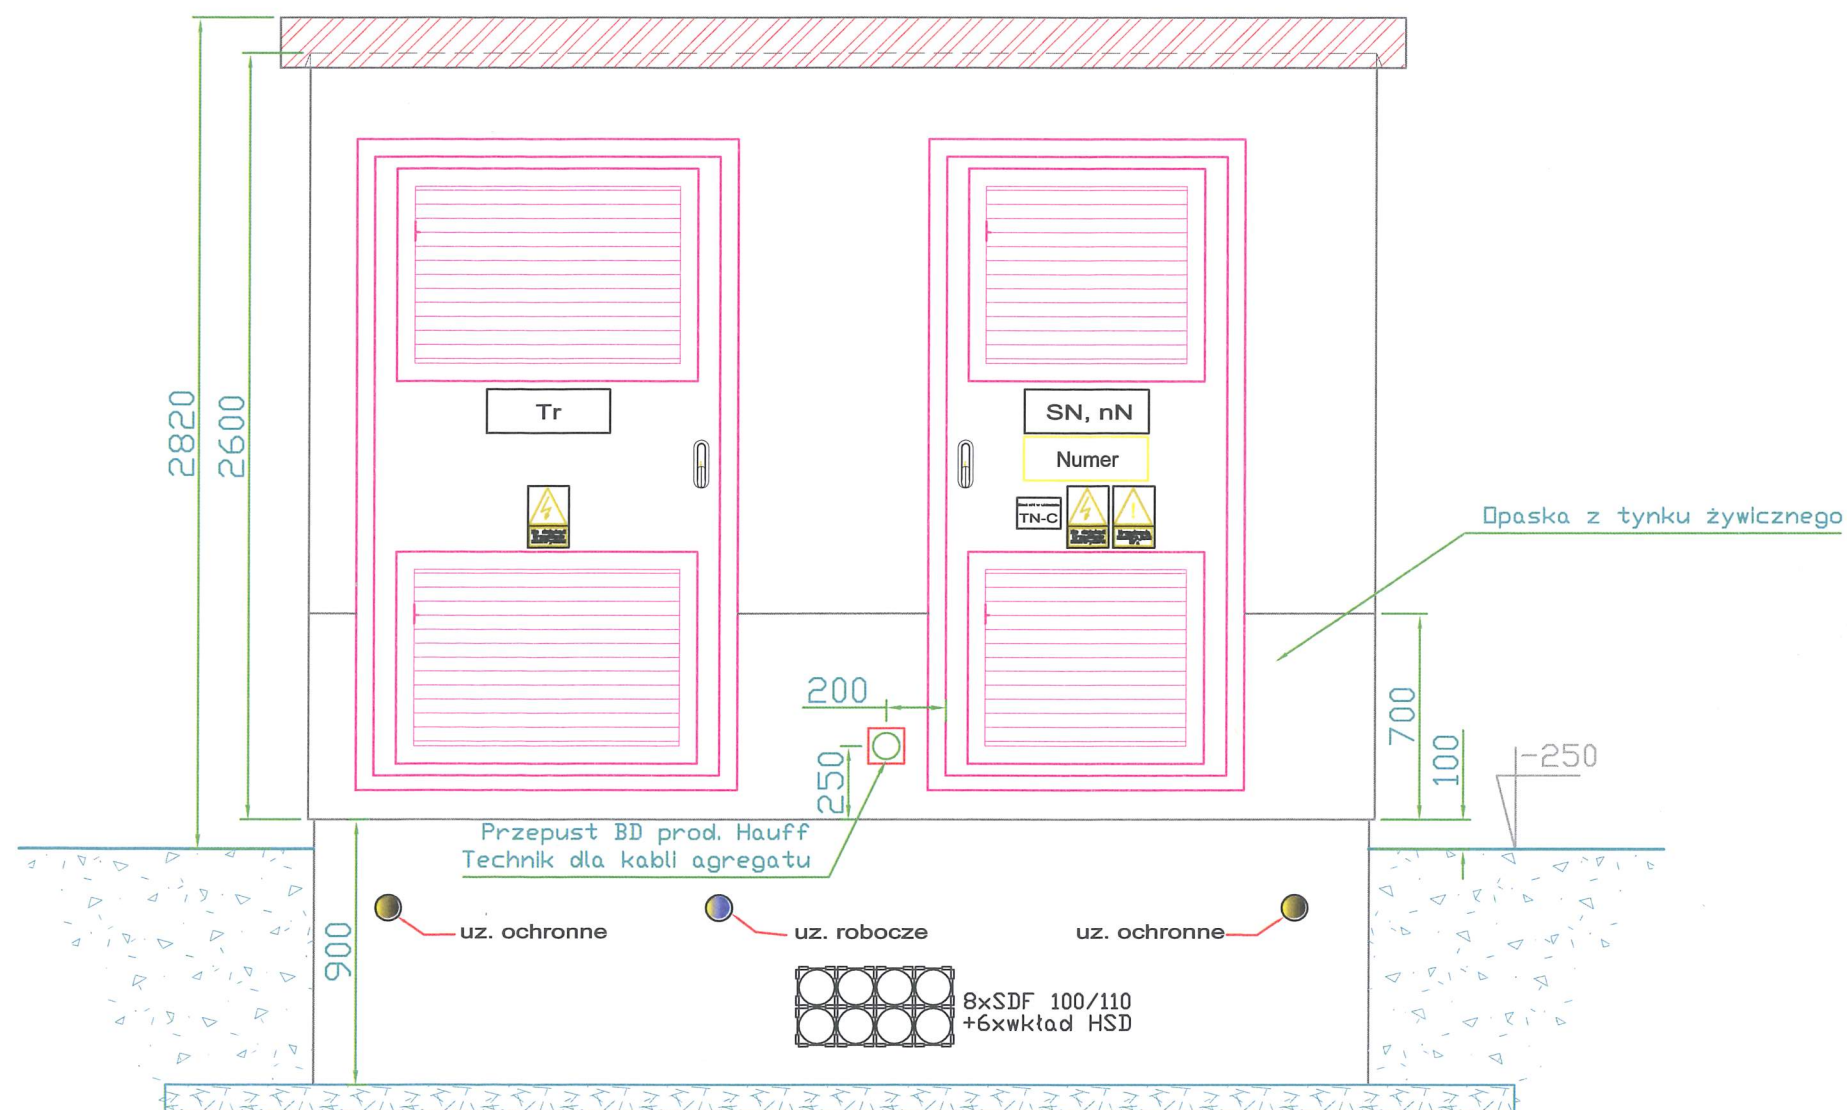 2820
2600
Tr
SN, nN
Numer
TN-C
Opaska z tynku żywicznego
200
250
700
100
-250
Przepust BD prod. Hauff
Technik dla kabli agregatu
900
uz. ochronne
uz. robocze
uz. ochronne
8xSDF 100/110
+6xwkład HSD